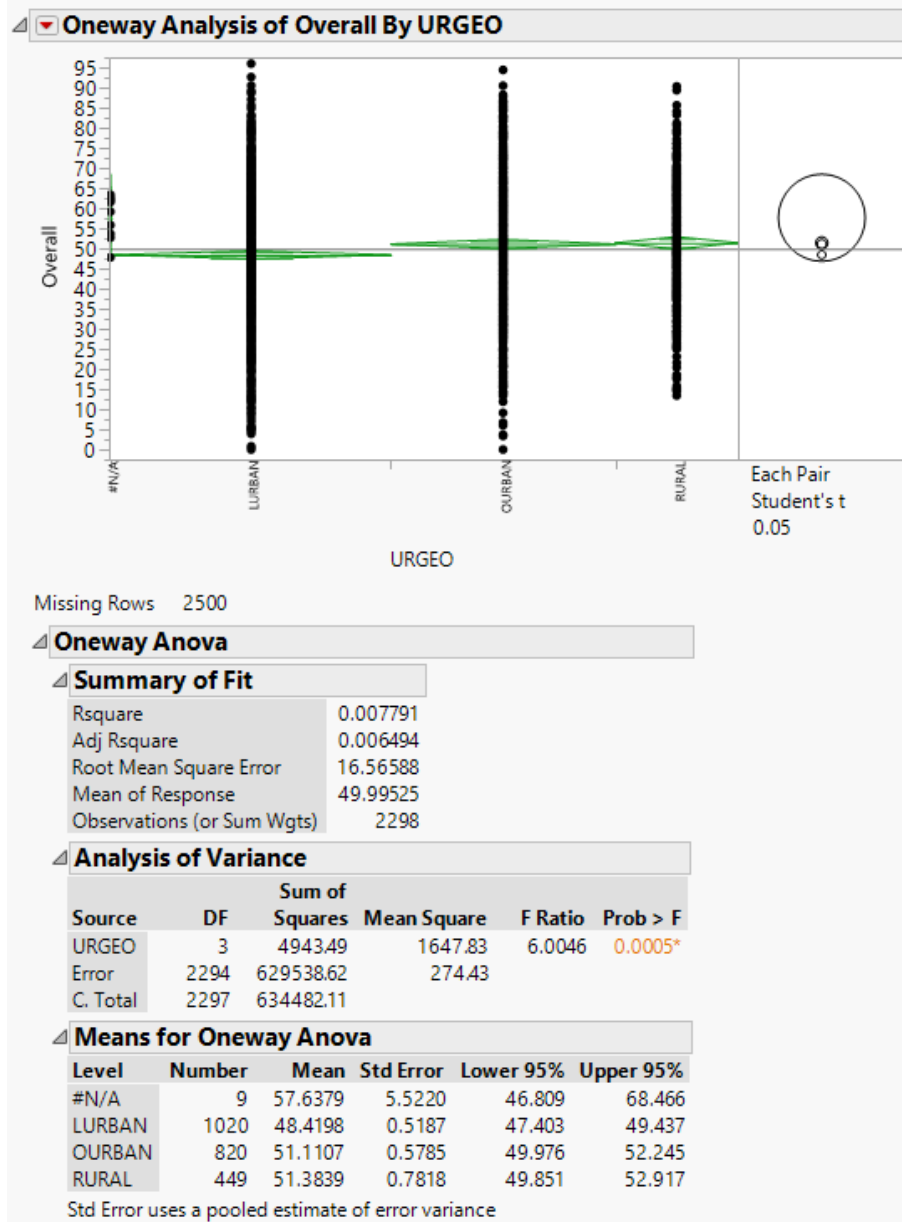 Oneway Analysis of Overall By URGEO
95
90
85
80
75
70
65
60
55
50
45
40
35
30
25
20
15
10
5
0
Overall
#N/A
LURBAN
OURBAN
RURAL
Each Pair
Student's t
0.05
URGEO
Missing Rows 2500
Oneway Anova
Summary of Fit
Rsquare 0.007791
Adj Rsquare 0.006494
Root Mean Square Error 16.56588
Mean of Response 49.99525
Observations (or Sum Wgts) 2298
Analysis of Variance
Sum of
Source DF Squares Mean Square F Ratio Prob > F
URGEO 3 4943.49 1647.83 6.0046 0.0005*
Error 2294 629538.62 274.43
C. Total 2297 634482.11
Means for Oneway Anova
Level Number Mean Std Error Lower 95% Upper 95%
#N/A 9 57.6379 5.5220 46.809 68.466
LURBAN 1020 48.4198 0.5187 47.403 49.437
OURBAN 820 51.1107 0.5785 49.976 52.245
RURAL 449 51.3839 0.7818 49.851 52.917
Std Error uses a pooled estimate of error variance